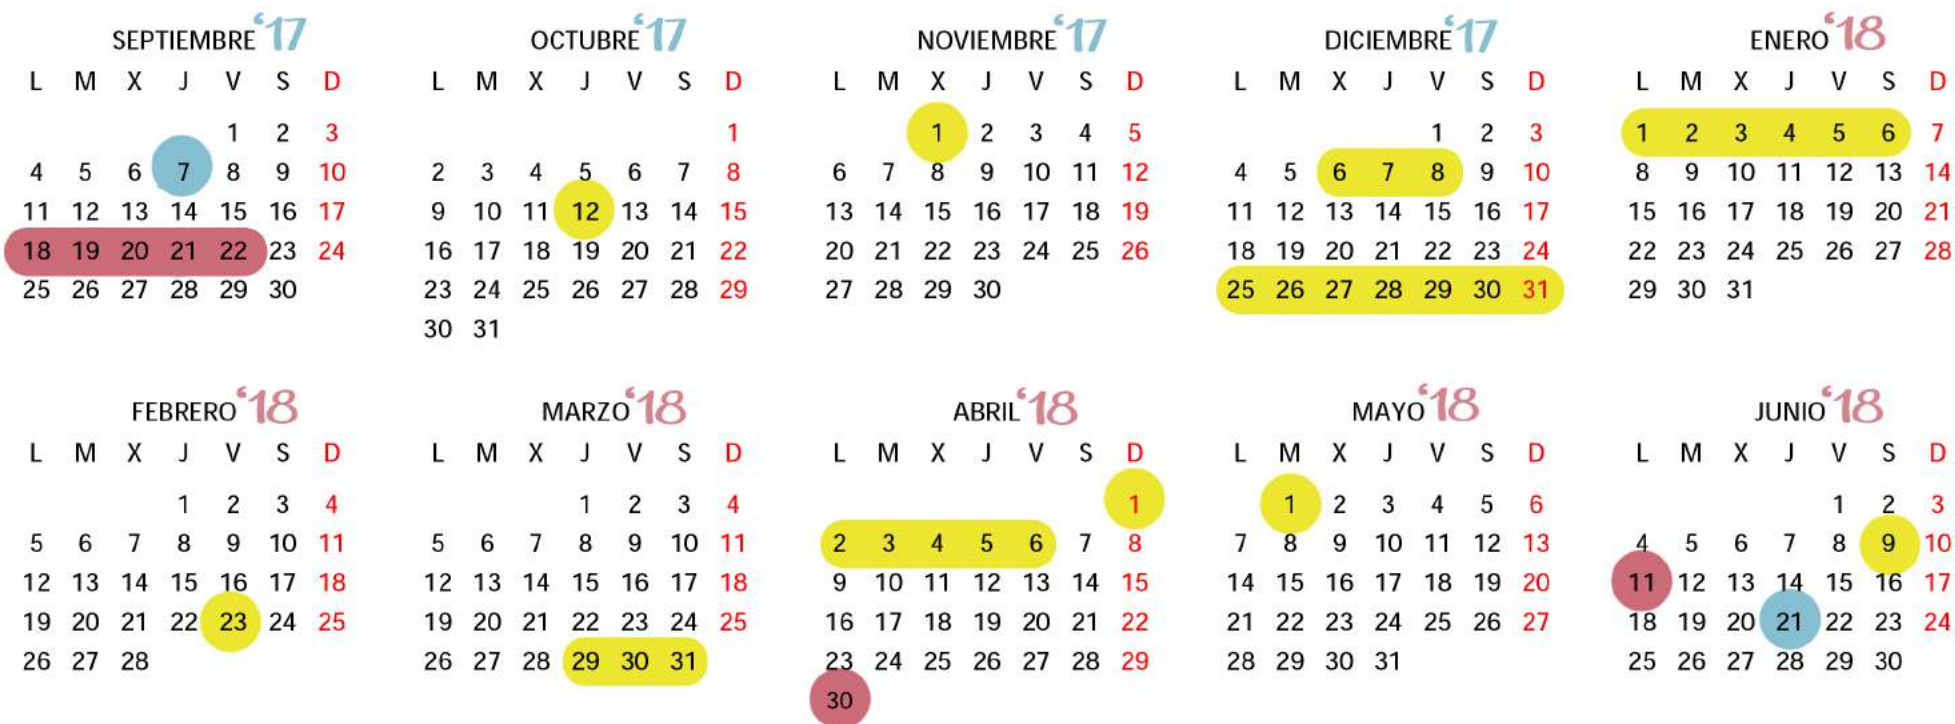 SEPTIEMBRE ‘17
L M X J V S D
1 2 3
4 5 6 7 8 9 10
11 12 13 14 15 16 17
18 19 20 21 22 23 24
25 26 27 28 29 30
OCTUBRE ‘17
L M X J V S D
1
2 3 4 5 6 7 8
9 10 11 12 13 14 15
16 17 18 19 20 21 22
23 24 25 26 27 28 29
30 31
NOVIEMBRE ‘17
L M X J V S D
1 2 3 4 5
6 7 8 9 10 11 12
13 14 15 16 17 18 19
20 21 22 23 24 25 26
27 28 29 30
DICIEMBRE ‘17
L M X J V S D
1 2 3
4 5 6 7 8 9 10
11 12 13 14 15 16 17
18 19 20 21 22 23 24
25 26 27 28 29 30 31
ENERO ‘18
L M X J V S D
1 2 3 4 5 6 7
8 9 10 11 12 13 14
15 16 17 18 19 20 21
22 23 24 25 26 27 28
29 30 31
FEBRERO ‘18
L M X J V S D
1 2 3 4
5 6 7 8 9 10 11
12 13 14 15 16 17 18
19 20 21 22 23 24 25
26 27 28
MARZO ‘18
L M X J V S D
1 2 3 4
5 6 7 8 9 10 11
12 13 14 15 16 17 18
19 20 21 22 23 24 25
26 27 28 29 30 31
ABRIL ‘18
L M X J V S D
1
2 3 4 5 6 7 8
9 10 11 12 13 14 15
16 17 18 19 20 21 22
23 24 25 26 27 28 29
30
MAYO ‘18
L M X J V S D
1 2 3 4 5 6
7 8 9 10 11 12 13
14 15 16 17 18 19 20
21 22 23 24 25 26 27
28 29 30 31
JUNIO ‘18
L M X J V S D
1 2 3
4 5 6 7 8 9 10
11 12 13 14 15 16 17
18 19 20 21 22 23 24
25 26 27 28 29 30